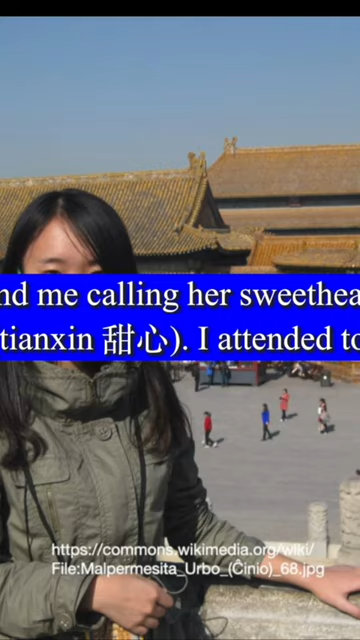 nd me calling her sweethea
tianxin 甜心). I attended to
https://commons.wikimedia.org/wiki/
File:Malpermesita_Urbo_(Ĉinio)_68.jpg